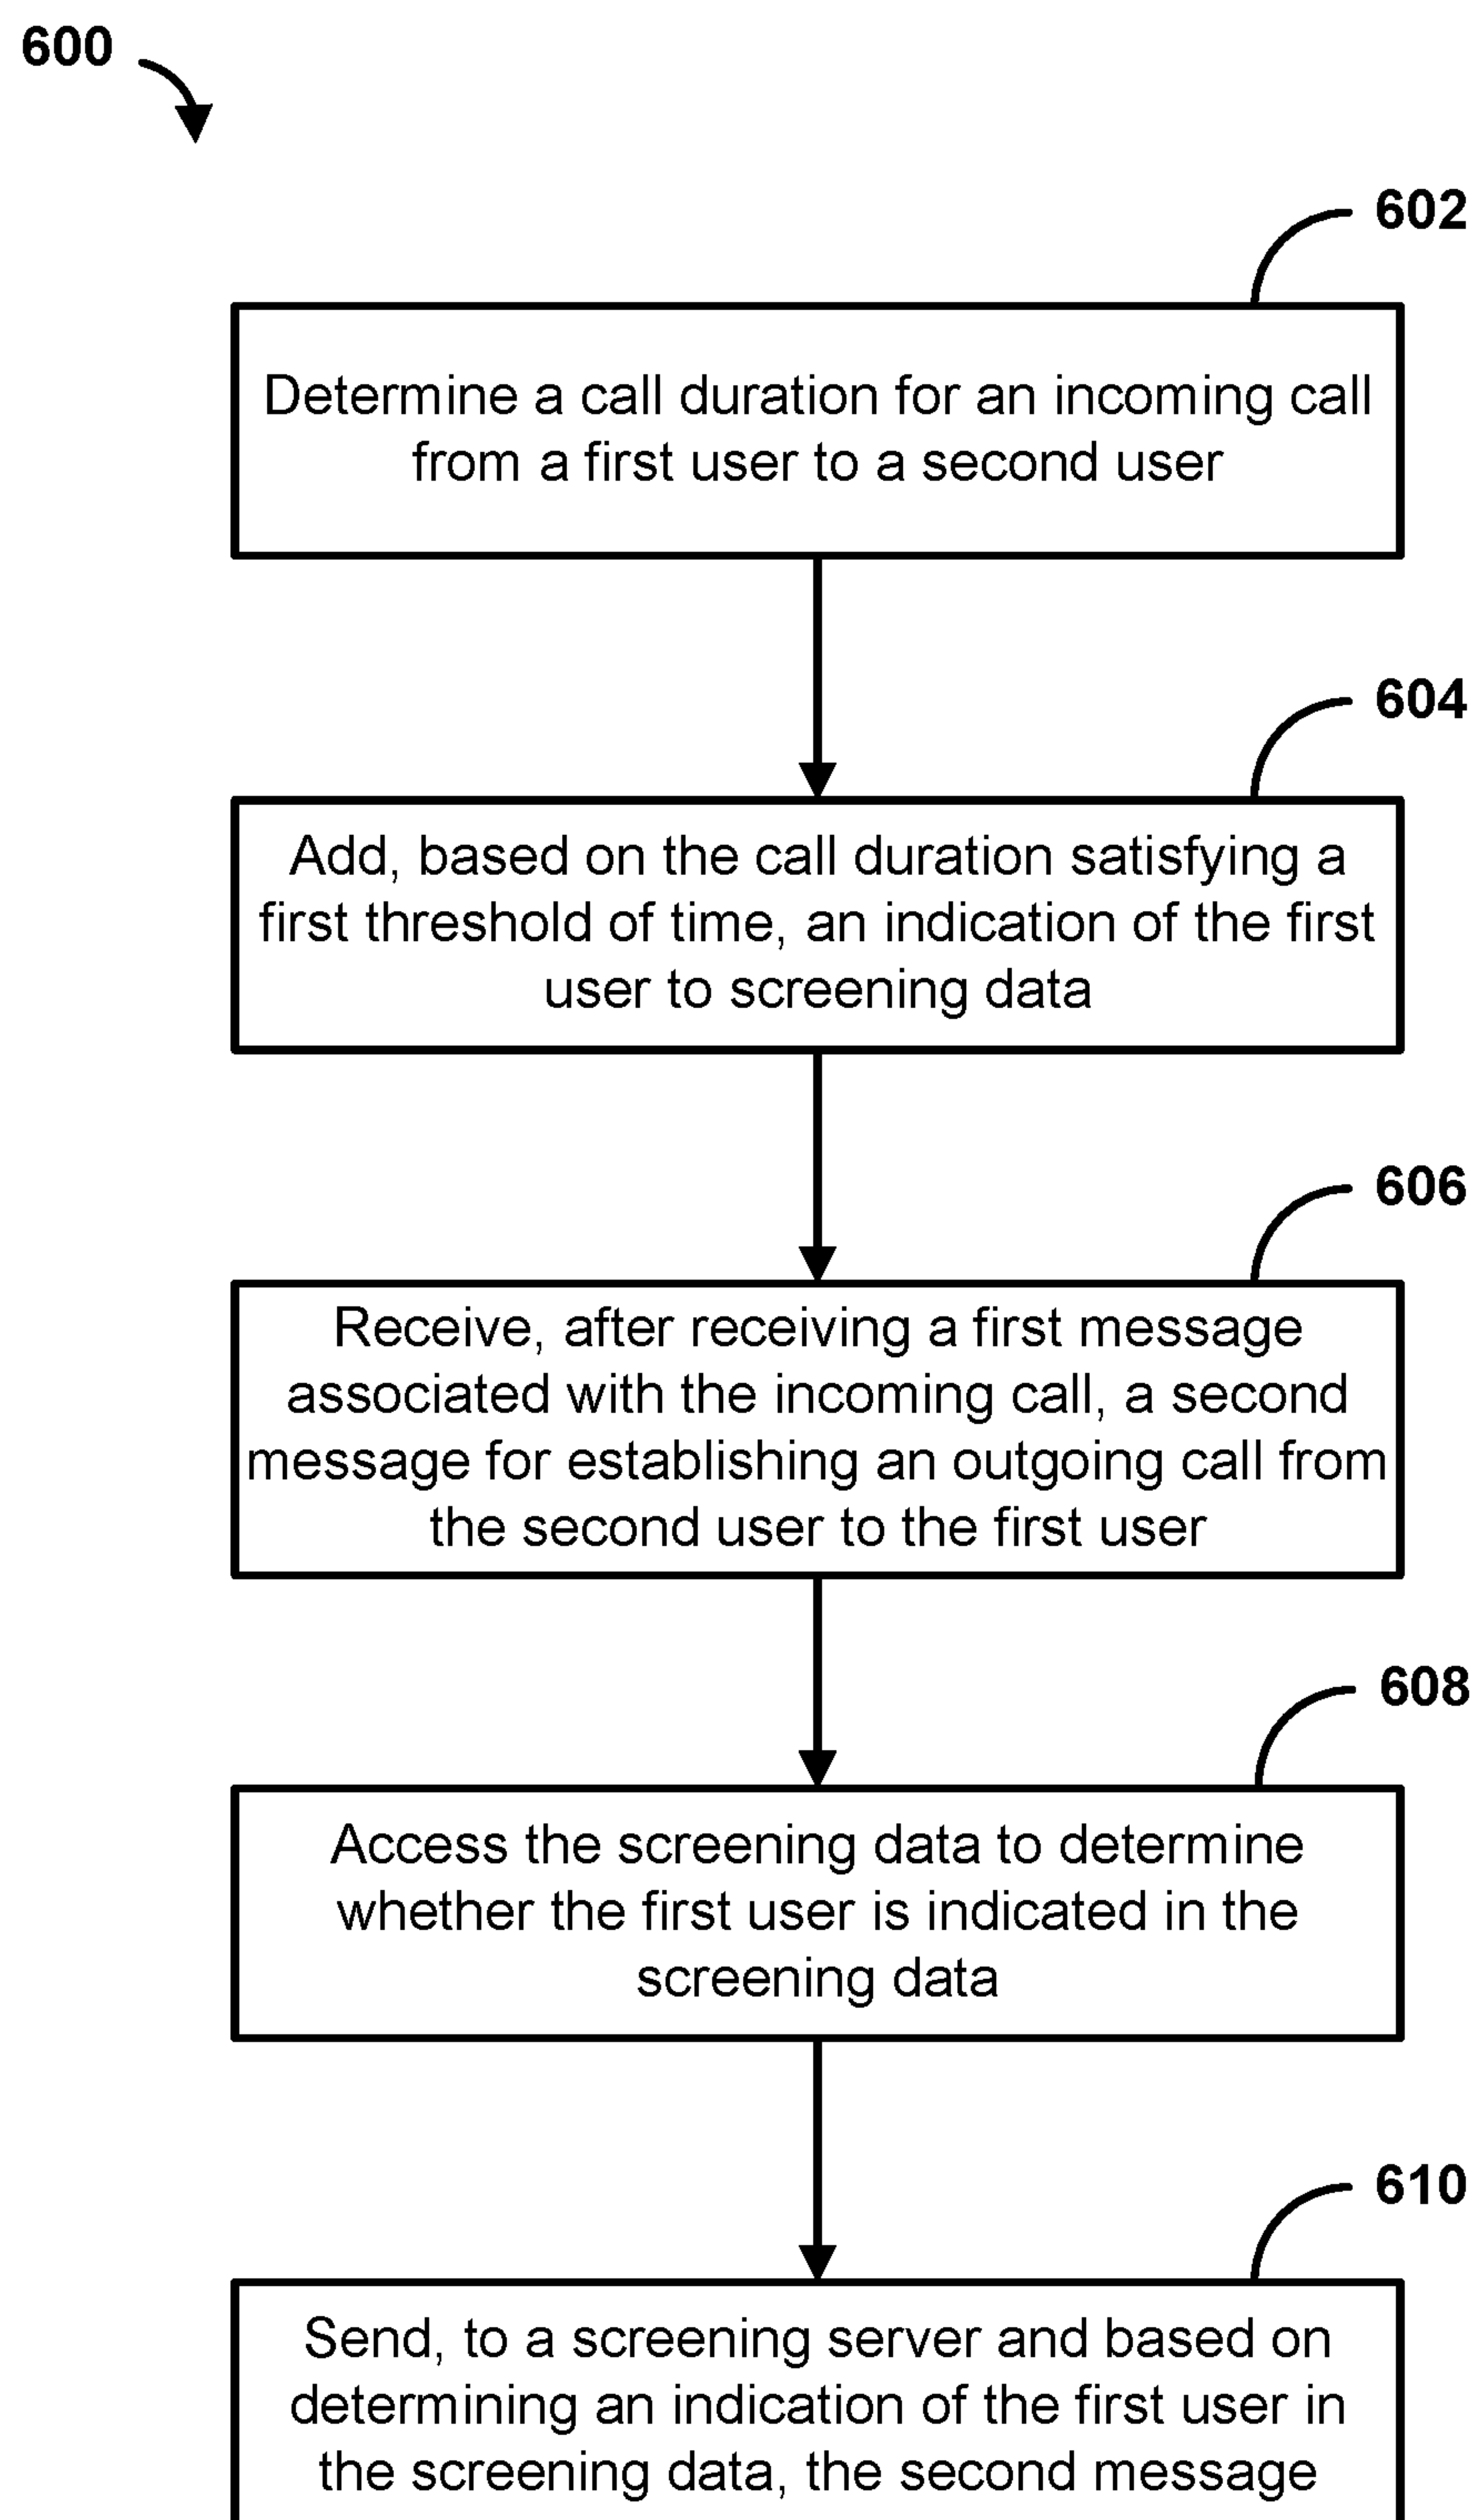 600
602
Determine a call duration for an incoming call
from a first user to a second user
604
Add, based on the call duration satisfying a
first threshold of time, an indication of the first
user to screening data
606
Receive, after receiving a first message
associated with the incoming call, a second
message for establishing an outgoing call from
the second user to the first user
608
Access the screening data to determine
whether the first user is indicated in the
screening data
610
Send, to a screening server and based on
determining an indication of the first user in
the screening data, the second message